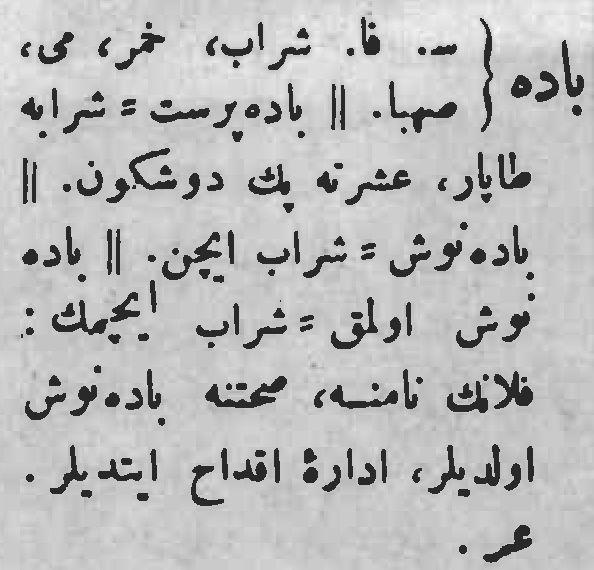 باده { سـ. فا. شراب، خمر، می،
صهبا. || باده پرست = شرابه
طاپار، عشرته پك دوشكون. ||
باده نوش = شراب ایچن. || باده
نوش اولمق = شراب ایچمك :
فلانك نامنه، صحتنه باده نوش
اولدیلر، ادارهٔ اقداح ایتدیلر.
عر.